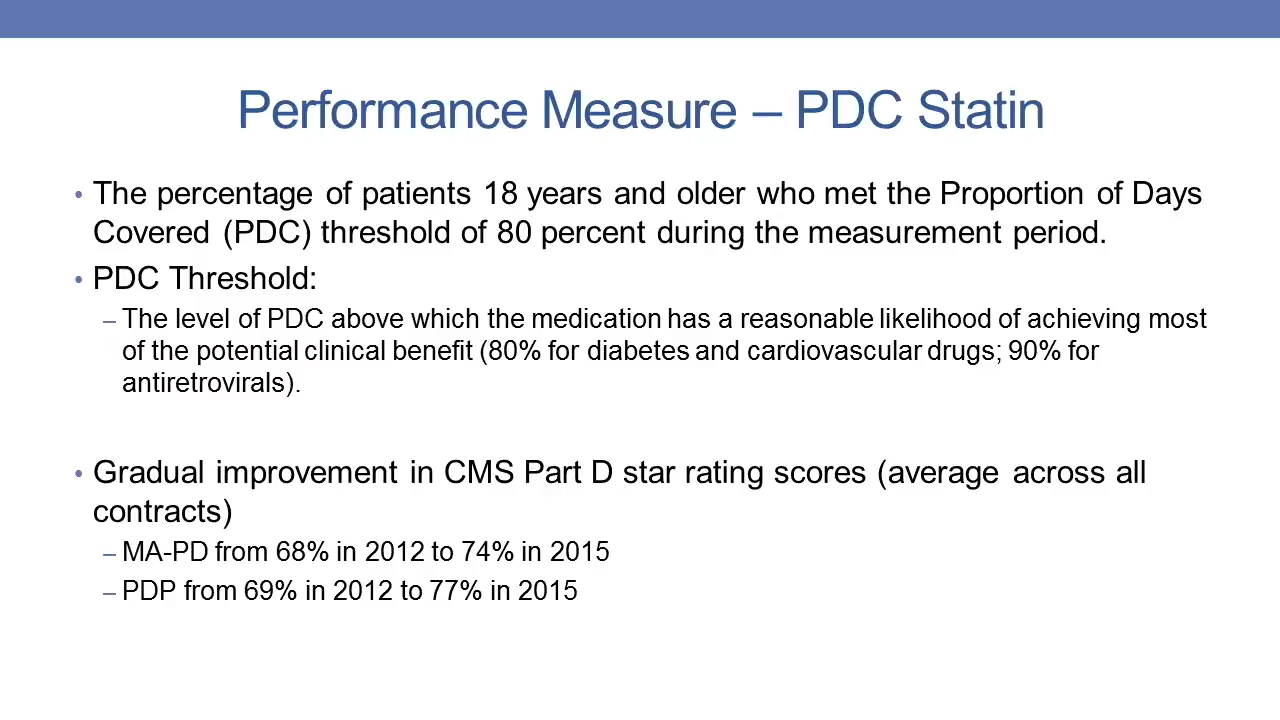 Performance Measure – PDC Statin
• The percentage of patients 18 years and older who met the Proportion of Days
Covered (PDC) threshold of 80 percent during the measurement period.
• PDC Threshold:
– The level of PDC above which the medication has a reasonable likelihood of achieving most
of the potential clinical benefit (80% for diabetes and cardiovascular drugs; 90% for
antiretrovirals).
• Gradual improvement in CMS Part D star rating scores (average across all
contracts)
– MA-PD from 68% in 2012 to 74% in 2015
– PDP from 69% in 2012 to 77% in 2015